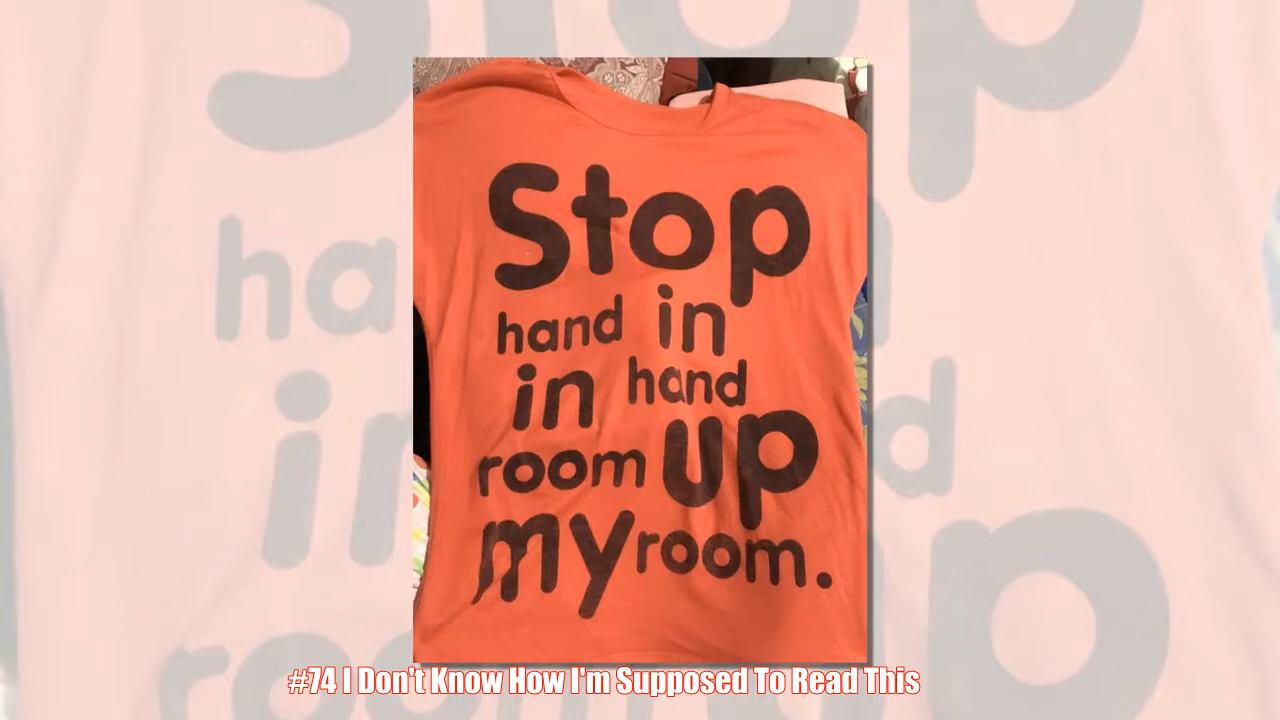 Stop
hand in
in hand
room up
my room.
#74 I Don't Know How I'm Supposed To Read This